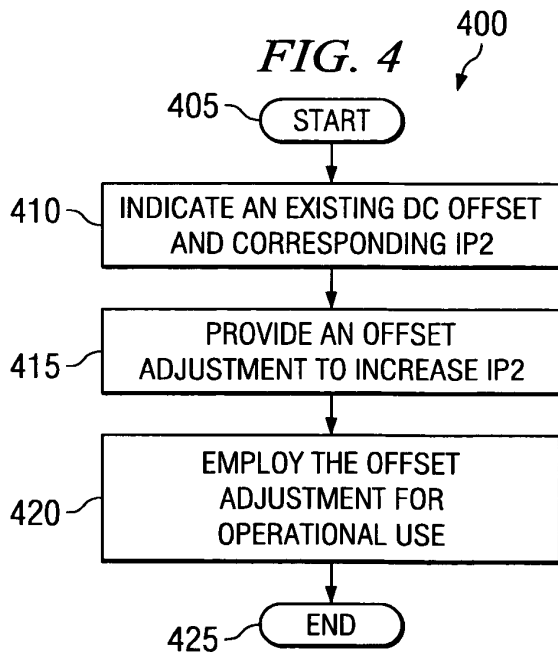 FIG. 4
400
405
START
410
INDICATE AN EXISTING DC OFFSET
AND CORRESPONDING IP2
415
PROVIDE AN OFFSET
ADJUSTMENT TO INCREASE IP2
420
EMPLOY THE OFFSET
ADJUSTMENT FOR
OPERATIONAL USE
425
END